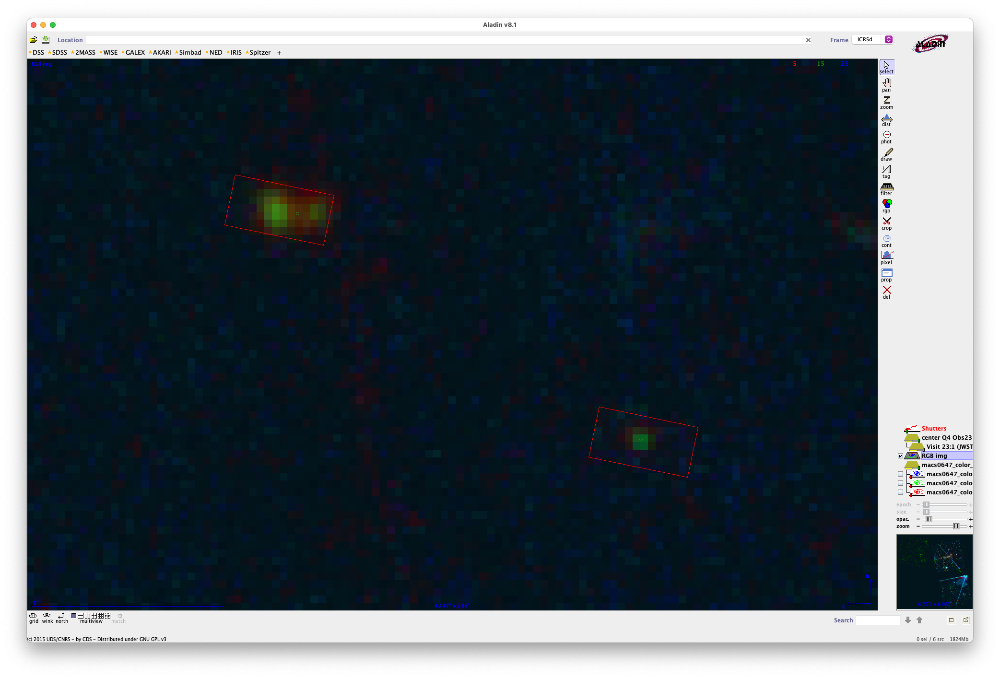 Aladin v8.1
Location
Frame ICRSd
ALADIN
DSS SDSS 2MASS WISE GALEX AKARI Simbad NED IRIS Spitzer +
RGB img
5 15 23
select
pan
zoom
dist
phot
draw
tag
filter
rgb
crop
cont
pixel
prop
del
Shutters
center Q4 Obs23
Visit 23:1 (JWST
RGB img
macs0647_color_
macs0647_colo
macs0647_colo
macs0647_colo
epoch - +
size - +
opac. - +
zoom - +
N
E
1"
4.437" x 2.88"
grid wink north multiview match
Search
(c) 2015 UDS/CNRS - by CDS - Distributed under GNU GPL v3
0 sel / 6 src 1824Mb